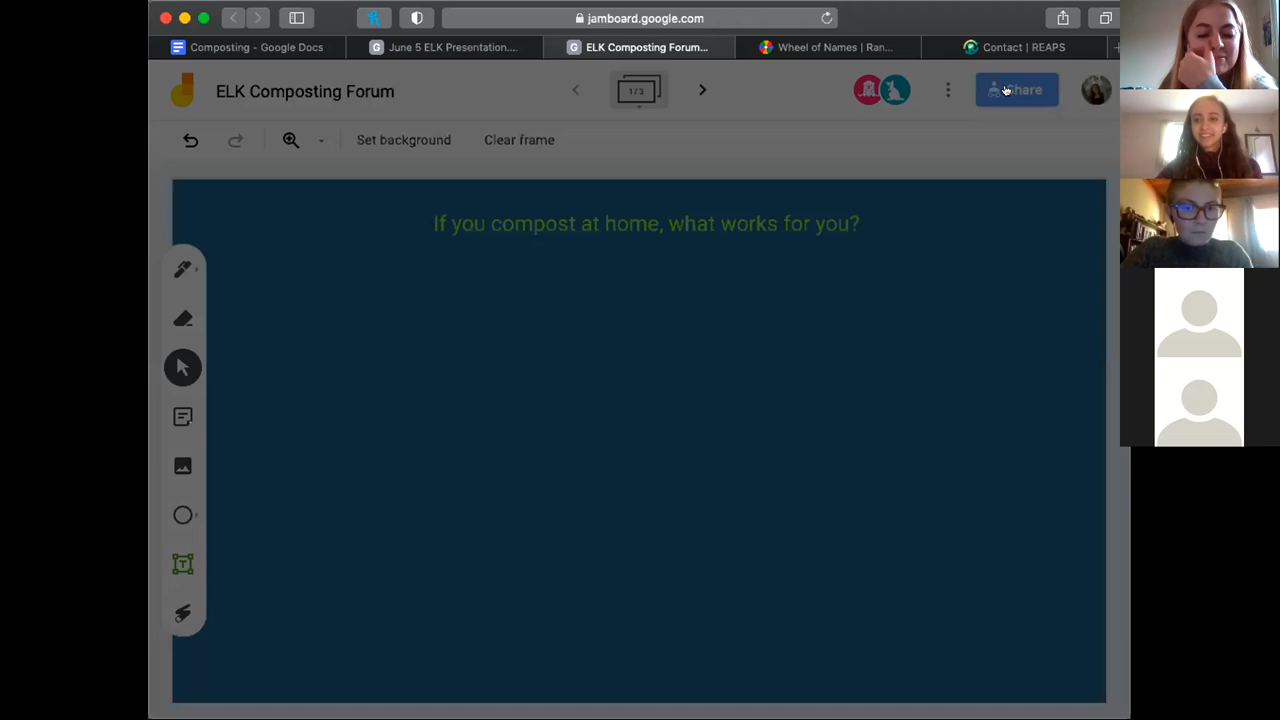 jamboard.google.com
Composting - Google Docs
June 5 ELK Presentation....
ELK Composting Forum...
Wheel of Names | Ran...
Contact | REAPS
ELK Composting Forum
1/3
Share
Set background
Clear frame
If you compost at home, what works for you?